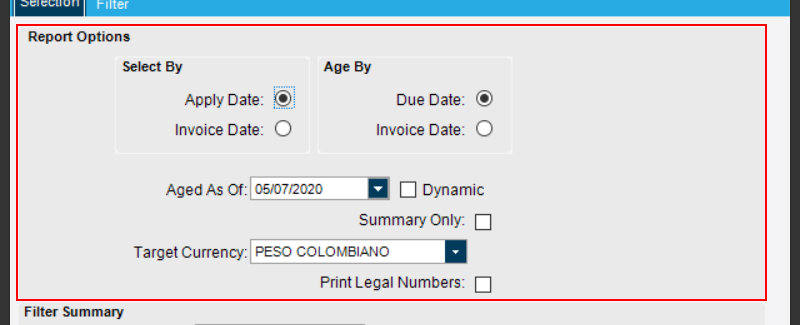 Selection Filter
Report Options
Select By Age By
Apply Date: Due Date:
Invoice Date: Invoice Date:
Aged As Of: 05/07/2020 Dynamic
Summary Only:
Target Currency: PESO COLOMBIANO
Print Legal Numbers:
Filter Summary